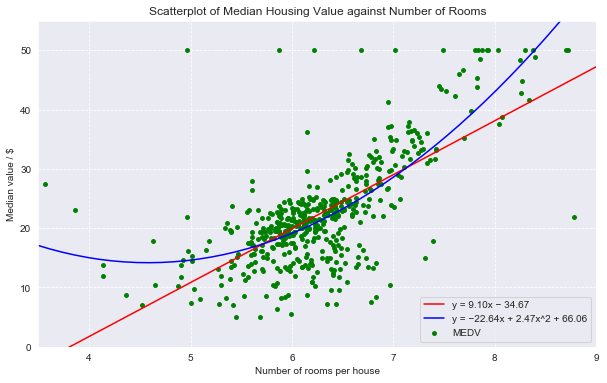 Scatterplot of Median Housing Value against Number of Rooms
Median value / $
50
40
30
20
10
0
4
5
6
7
8
9
Number of rooms per house
y = 9.10x − 34.67
y = −22.64x + 2.47x^2 + 66.06
MEDV